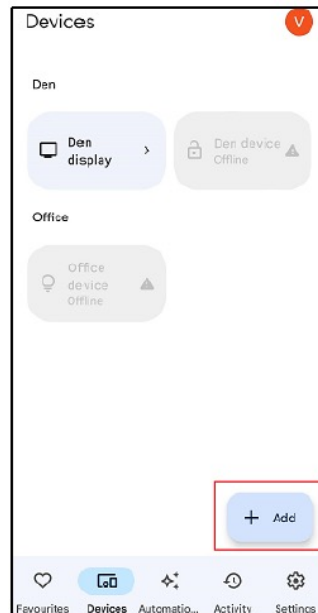 Devices
V
Den
Den
display
Den device
Offline
Office
Office
device
Offline
+ Add
Favourites Devices Automatio... Activity Settings